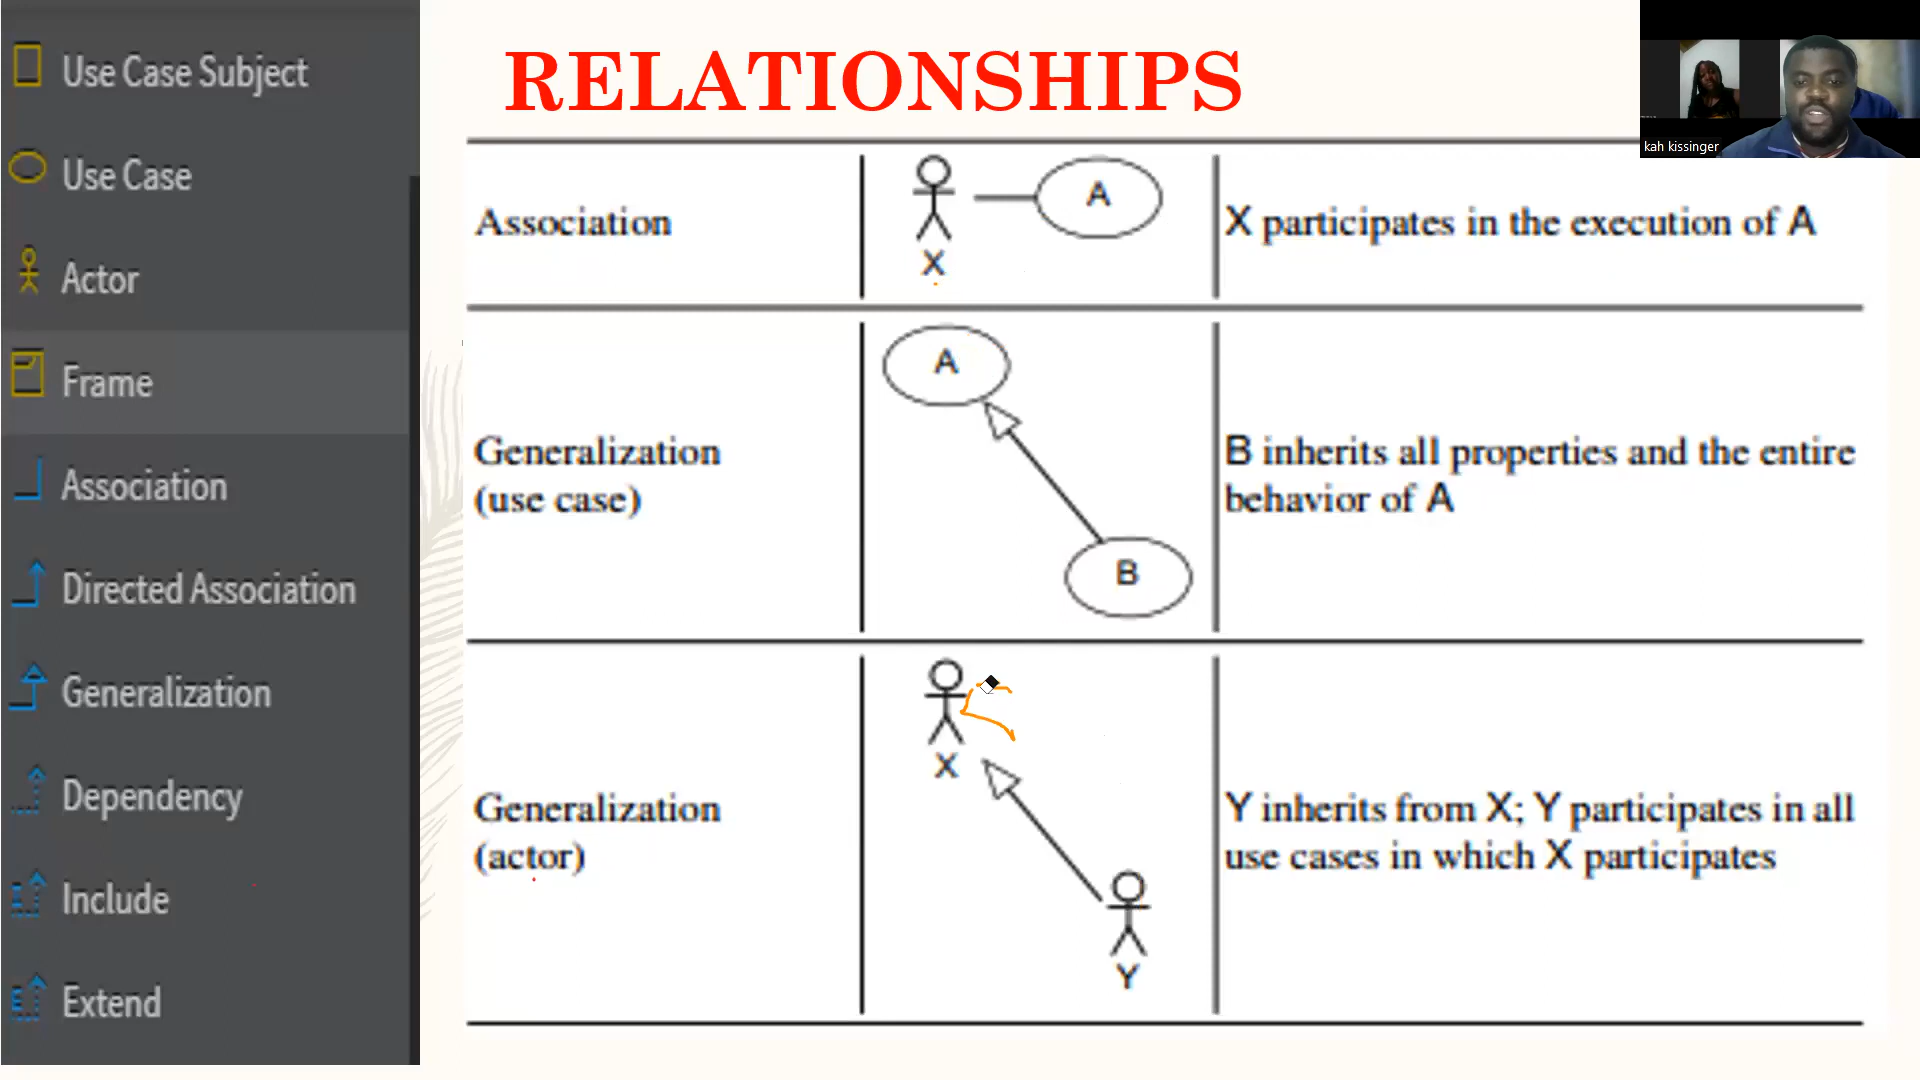 Use Case Subject
Use Case
Actor
Frame
Association
Directed Association
Generalization
Dependency
Include
Extend
RELATIONSHIPS
kah kissinger
Association
X
A
X participates in the execution of A
Generalization
(use case)
A
B
B inherits all properties and the entire
behavior of A
Generalization
(actor)
X
Y
Y inherits from X; Y participates in all
use cases in which X participates